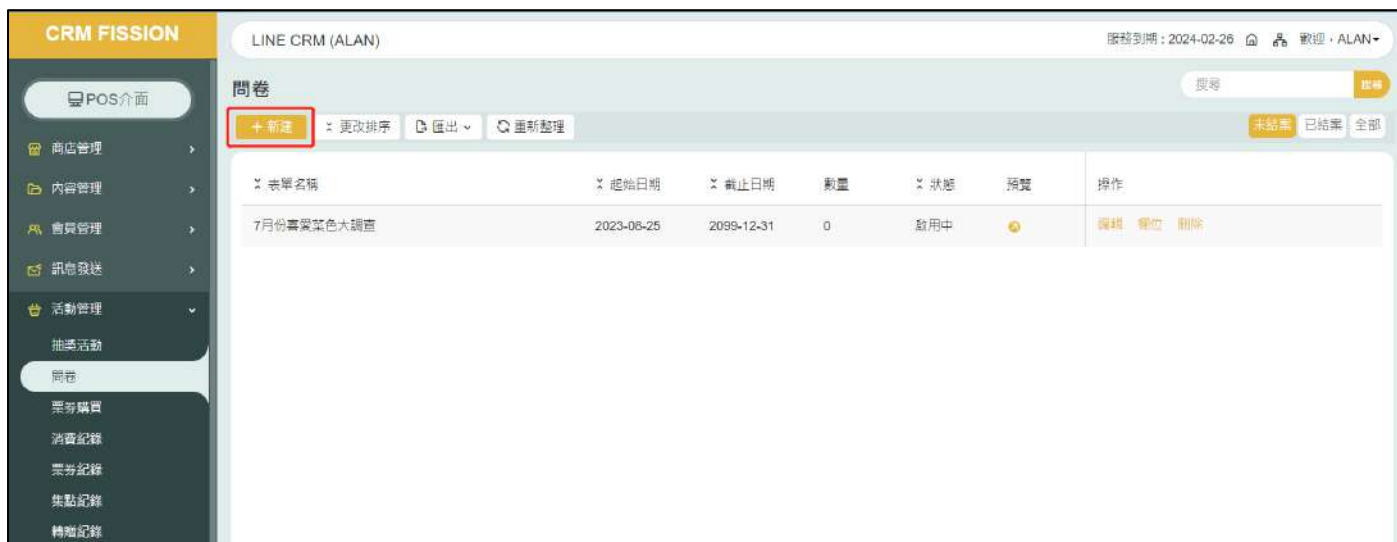 CRM FISSION
LINE CRM (ALAN)
服務到期：2024-02-26 歡迎，ALAN
POS介面
問卷
搜尋 搜尋
+ 新建 更改排序 匯出 重新整理
未結案 已結案 全部
商店管理
內容管理
會員管理
訊息發送
活動管理
抽獎活動
問卷
票券購買
消費紀錄
票券紀錄
集點紀錄
轉贈紀錄
表單名稱 起始日期 截止日期 數量 狀態 預覽 操作
7月份喜愛菜色大調查 2023-06-25 2099-12-31 0 啟用中 編輯 欄位 刪除